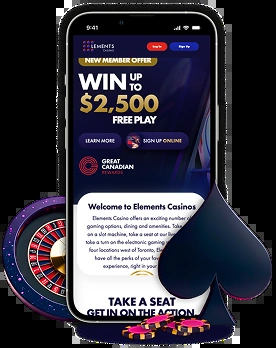 9:41
ELEMENTS
CASINO
Log In
Sign Up
NEW MEMBER OFFER
WIN UP TO
$2,500
FREE PLAY
LEARN MORE
SIGN UP ONLINE
GREAT
CANADIAN
REWARDS
Welcome to Elements Casinos
Elements Casino offers an exciting number of
gaming options, dining and amenities. Take
on a slot machine, take a seat at our
take a turn on the electronic gaming
four locations west of Toronto,
have all the perks of your
experience, right in your
TAKE A SEAT
GET IN ON THE ACTION